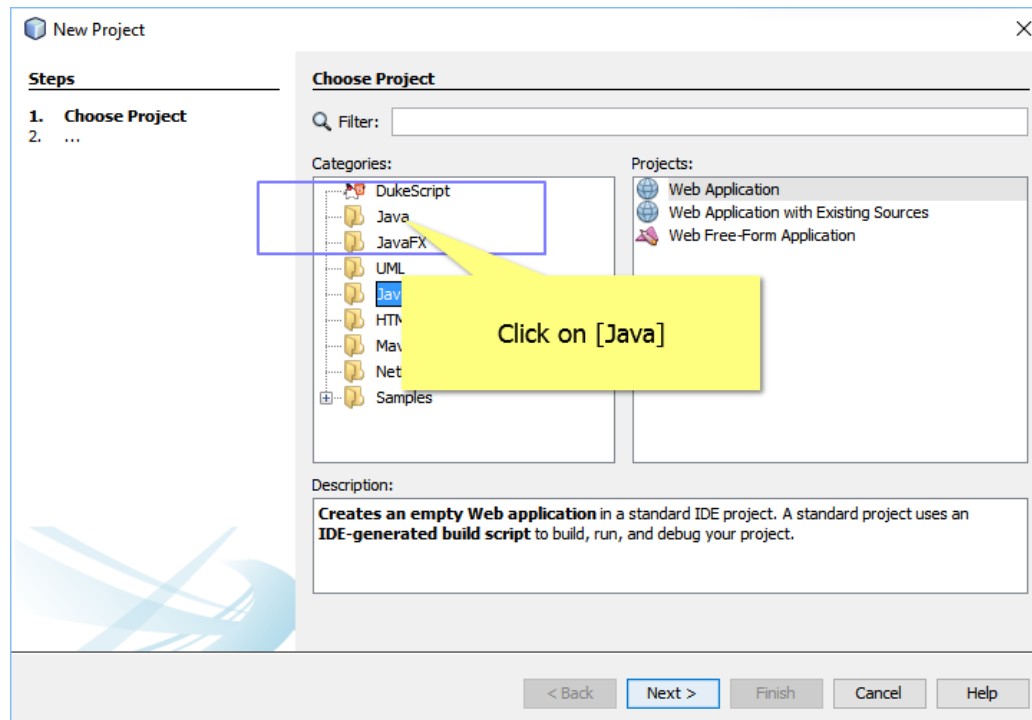 New Project
Steps
1. Choose Project
2. ...
Choose Project
Filter:
Categories:
DukeScript
Java
JavaFX
UML
Jav
HTM
Mav
Net
Samples
Projects:
Web Application
Web Application with Existing Sources
Web Free-Form Application
Click on [Java]
Description:
Creates an empty Web application in a standard IDE project. A standard project uses an
IDE-generated build script to build, run, and debug your project.
< Back
Next >
Finish
Cancel
Help